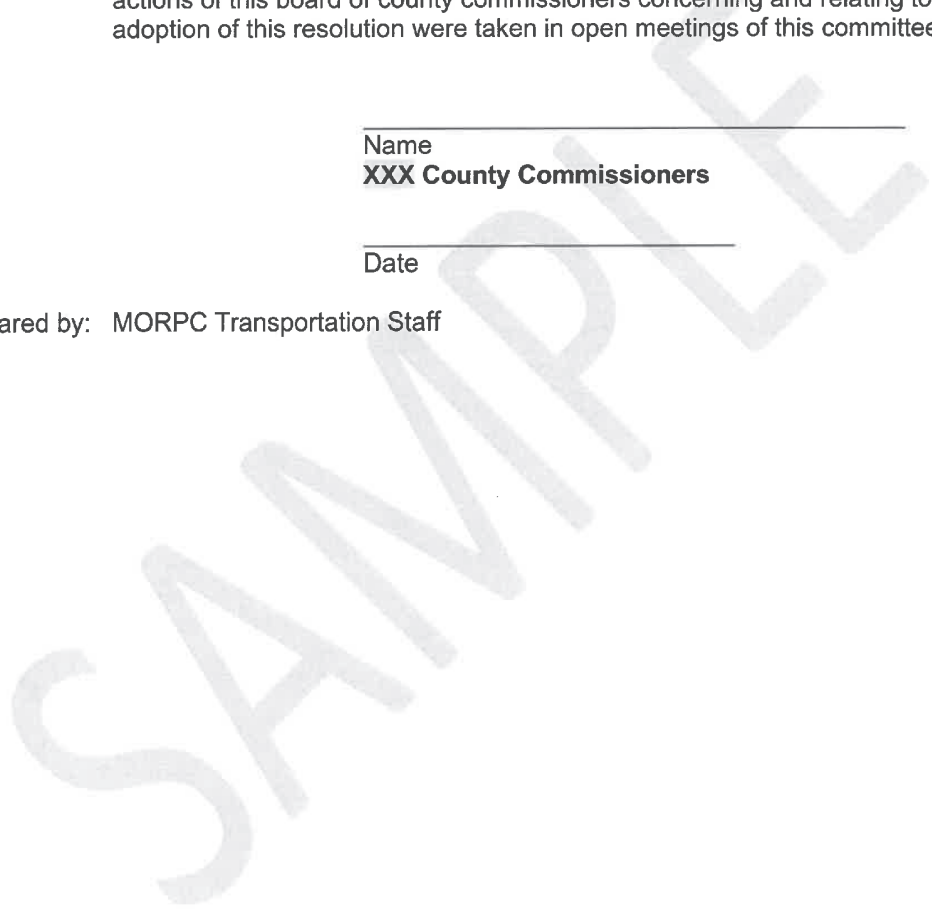 actions of this board of county commissioners concerning and relating to
adoption of this resolution were taken in open meetings of this committee
Name
XXX County Commissioners
Date
ared by: MORPC Transportation Staff
SAMPLE